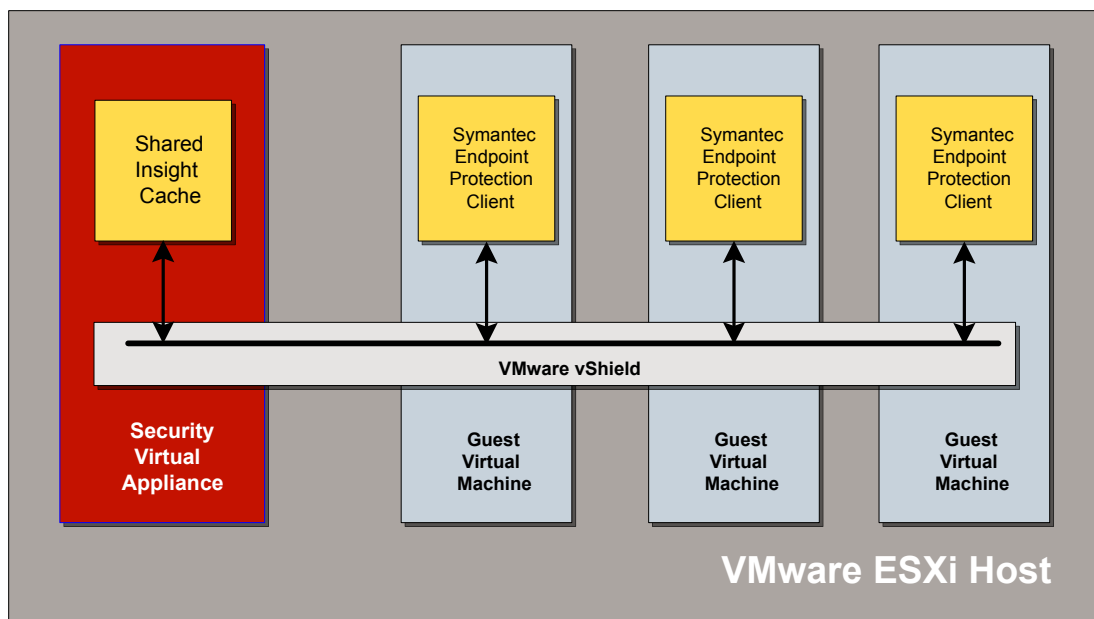 Shared
Insight
Cache
Symantec
Endpoint
Protection
Client
Symantec
Endpoint
Protection
Client
Symantec
Endpoint
Protection
Client
VMware vShield
Security
Virtual
Appliance
Guest
Virtual
Machine
Guest
Virtual
Machine
Guest
Virtual
Machine
VMware ESXi Host